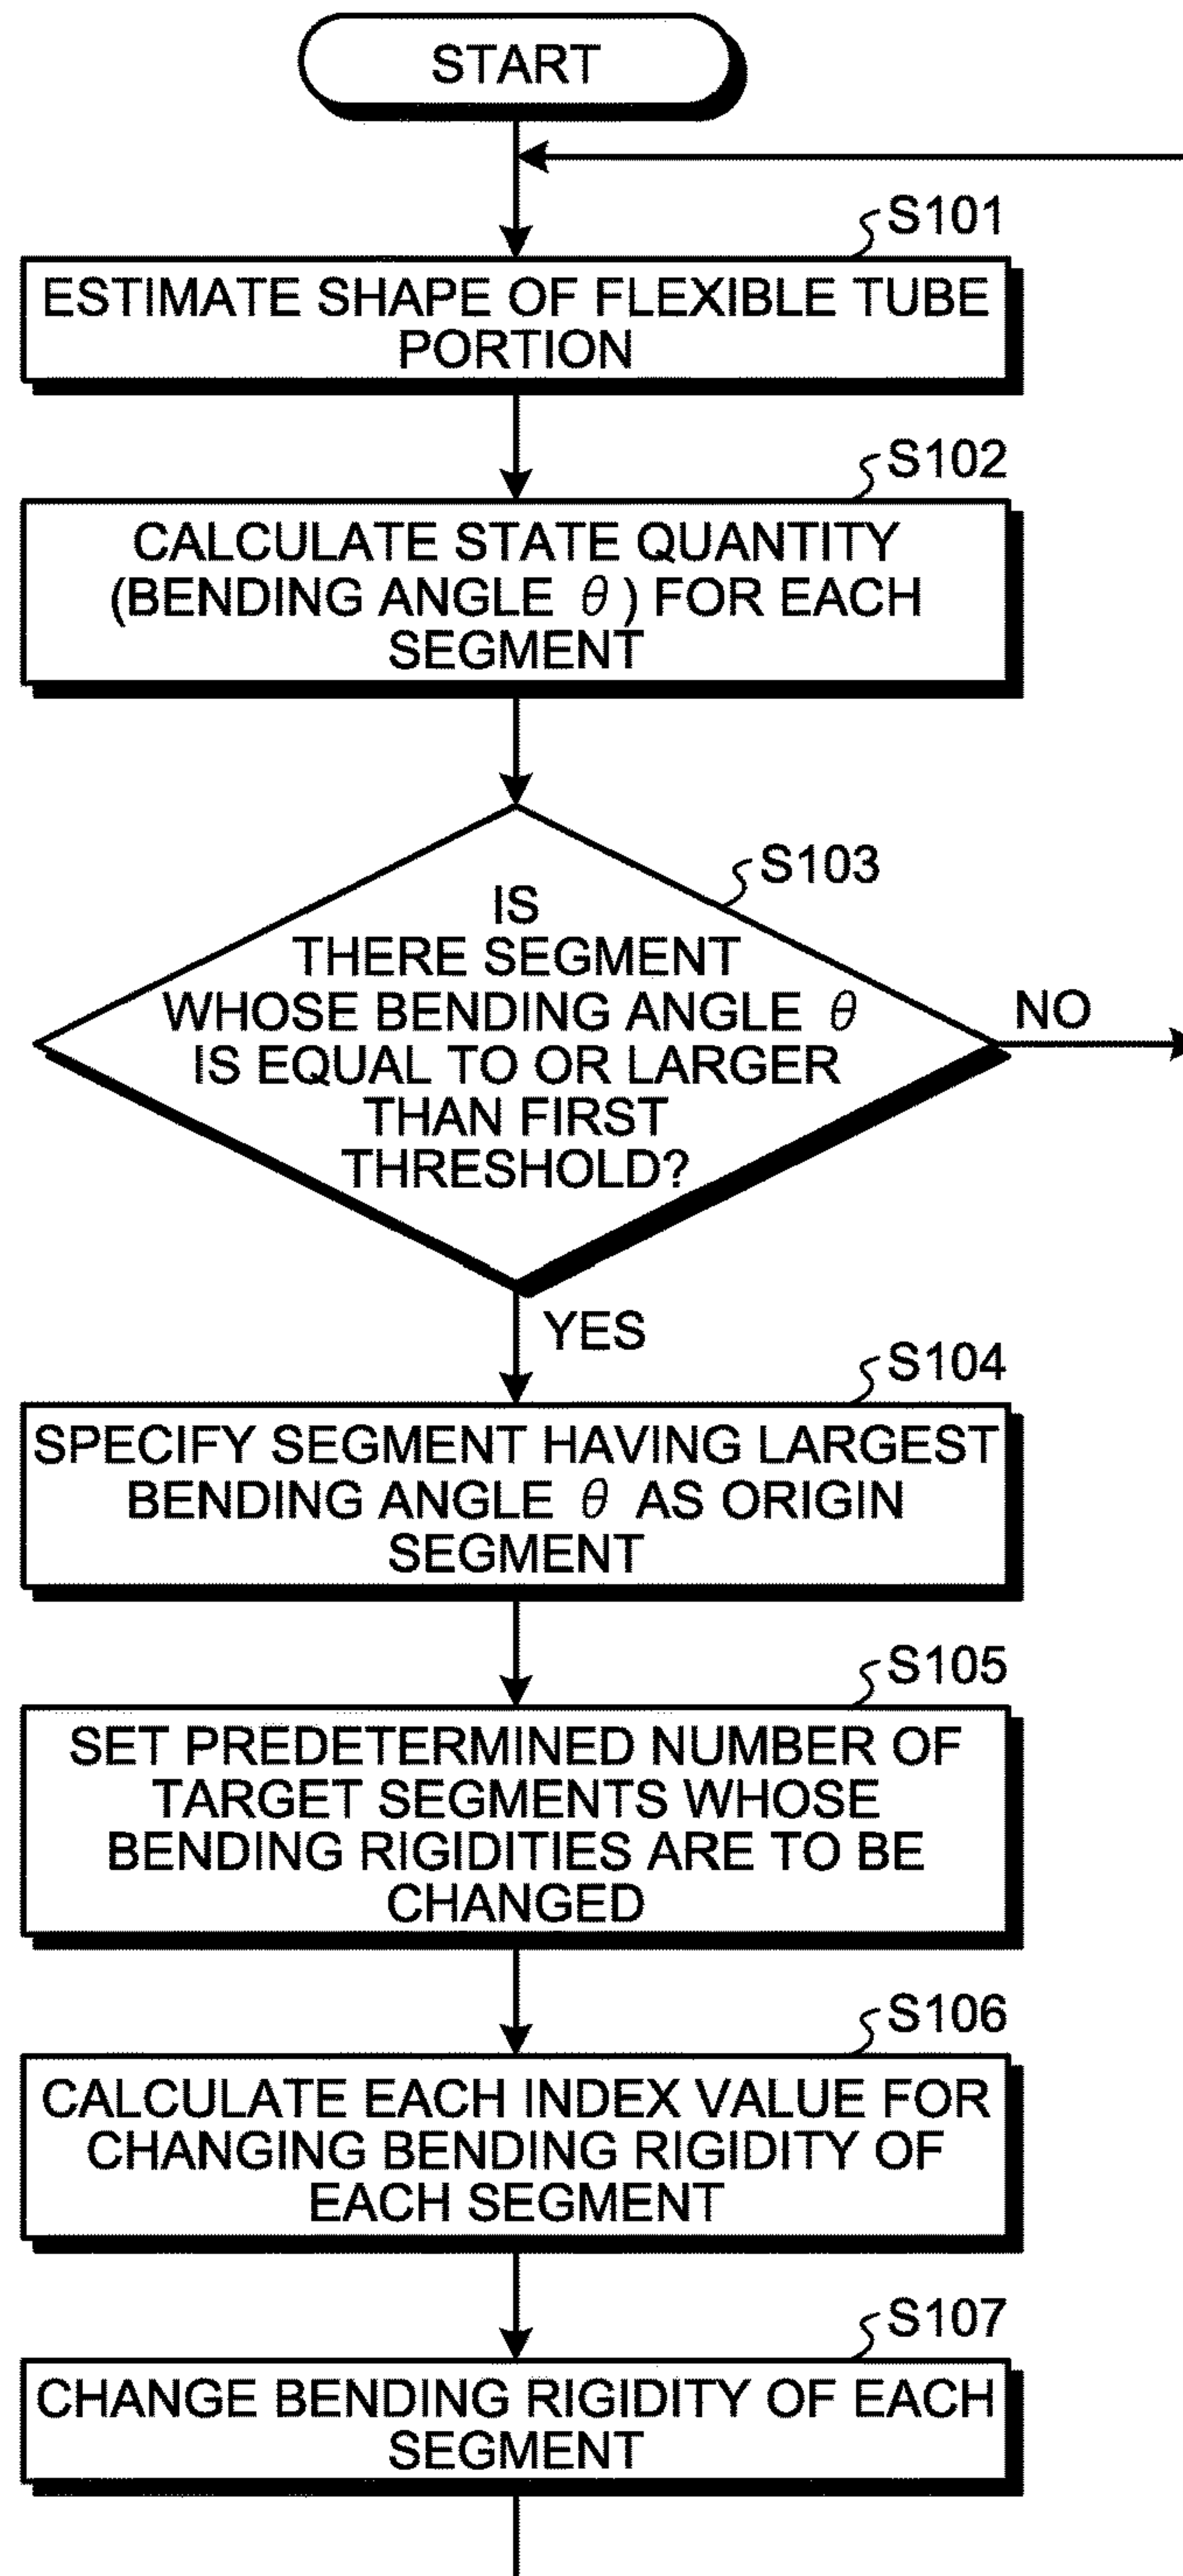 START
S101
ESTIMATE SHAPE OF FLEXIBLE TUBE
PORTION
S102
CALCULATE STATE QUANTITY
(BENDING ANGLE θ) FOR EACH
SEGMENT
S103
IS
THERE SEGMENT
WHOSE BENDING ANGLE θ
IS EQUAL TO OR LARGER
THAN FIRST
THRESHOLD?
NO
YES
S104
SPECIFY SEGMENT HAVING LARGEST
BENDING ANGLE θ AS ORIGIN
SEGMENT
S105
SET PREDETERMINED NUMBER OF
TARGET SEGMENTS WHOSE
BENDING RIGIDITIES ARE TO BE
CHANGED
S106
CALCULATE EACH INDEX VALUE FOR
CHANGING BENDING RIGIDITY OF
EACH SEGMENT
S107
CHANGE BENDING RIGIDITY OF EACH
SEGMENT